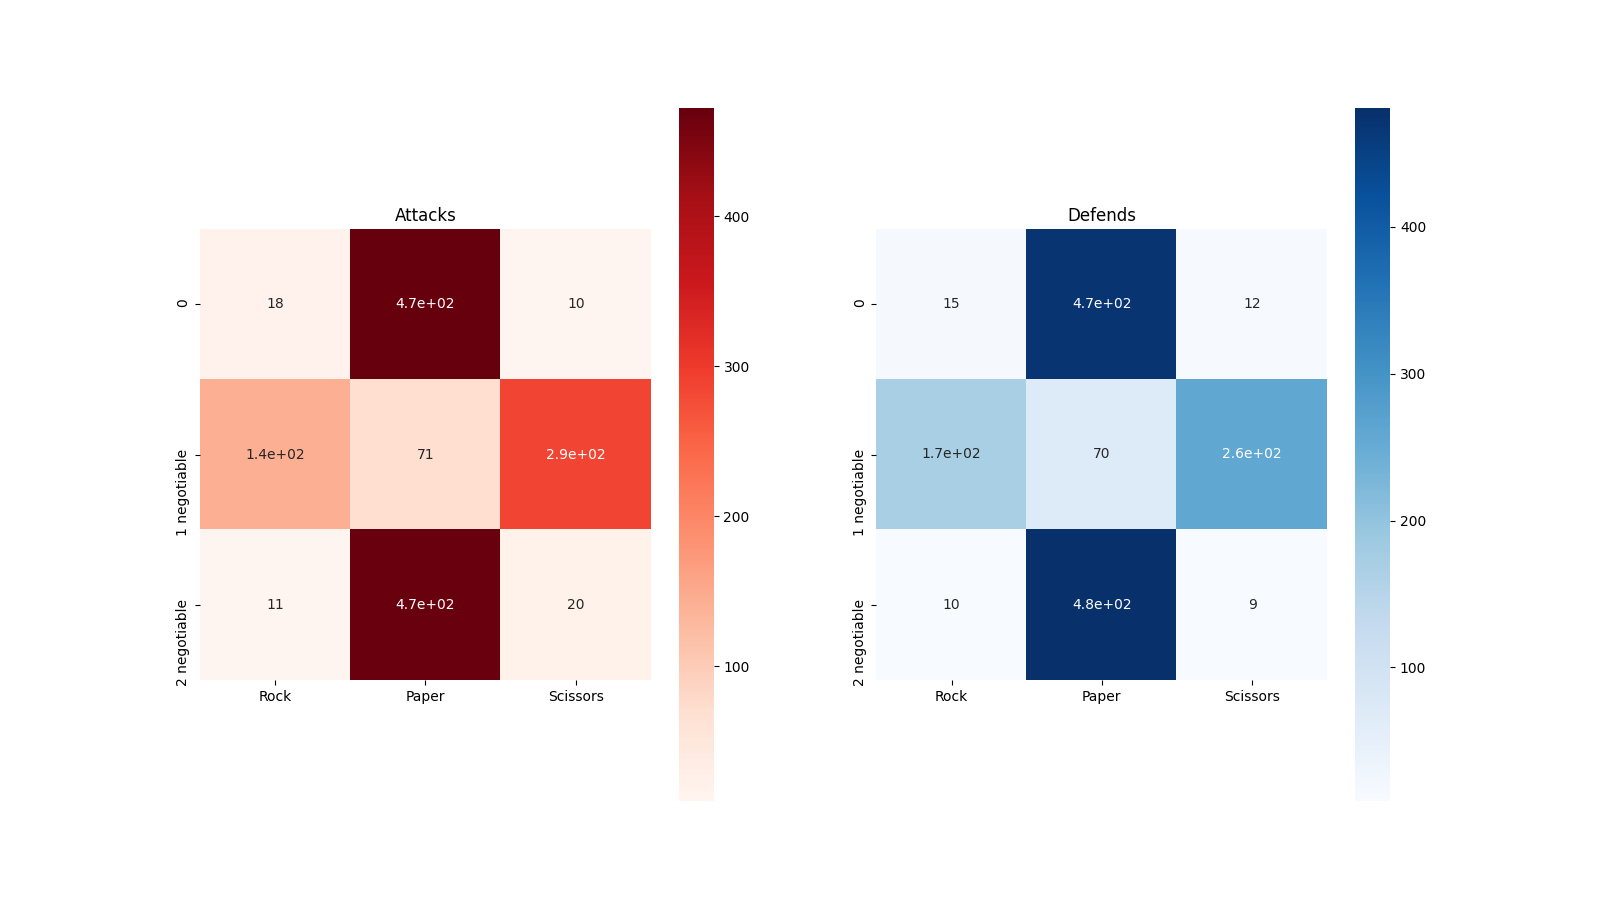 Attacks
0
18
4.7e+02
10
1 negotiable
1.4e+02
71
2.9e+02
2 negotiable
11
4.7e+02
20
Rock
Paper
Scissors
400
300
200
100
Defends
0
15
4.7e+02
12
1 negotiable
1.7e+02
70
2.6e+02
2 negotiable
10
4.8e+02
9
Rock
Paper
Scissors
400
300
200
100